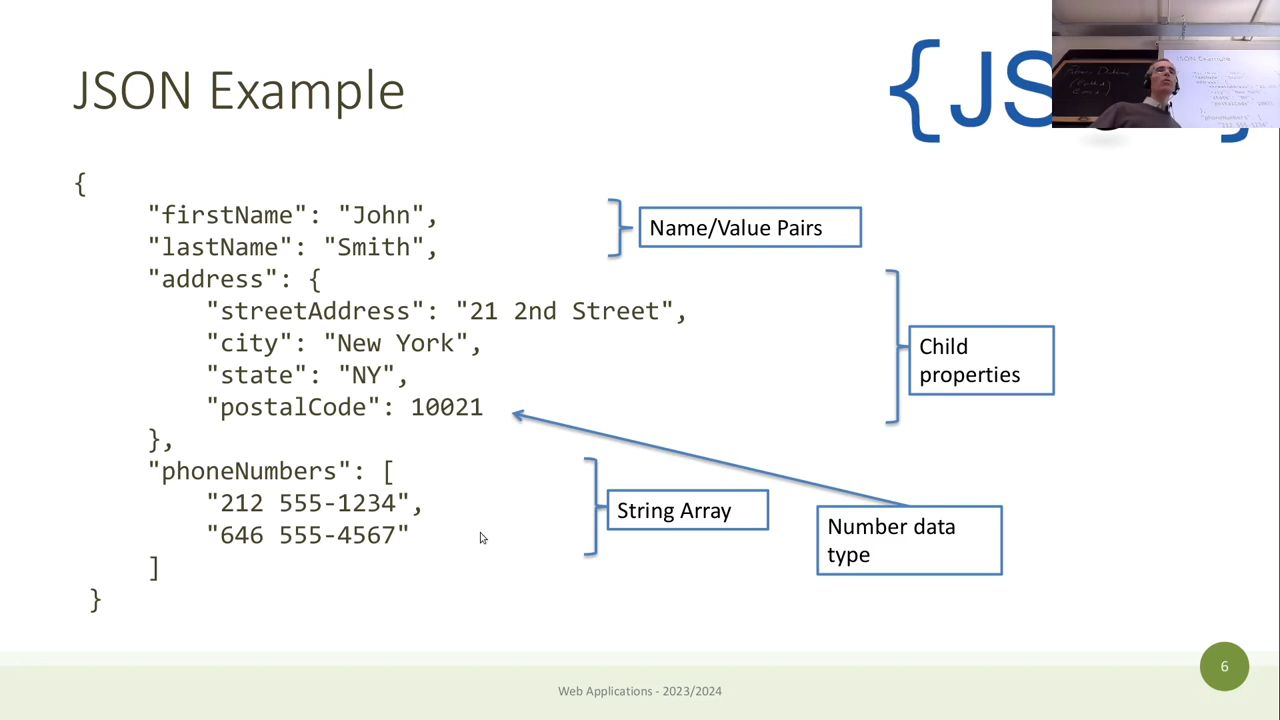 JSON Example
{JS
{
"firstName": "John",
"lastName": "Smith",
"address": {
"streetAddress": "21 2nd Street",
"city": "New York",
"state": "NY",
"postalCode": 10021
},
"phoneNumbers": [
"212 555-1234",
"646 555-4567"
]
}
Name/Value Pairs
Child
properties
String Array
Number data
type
Web Applications - 2023/2024
6